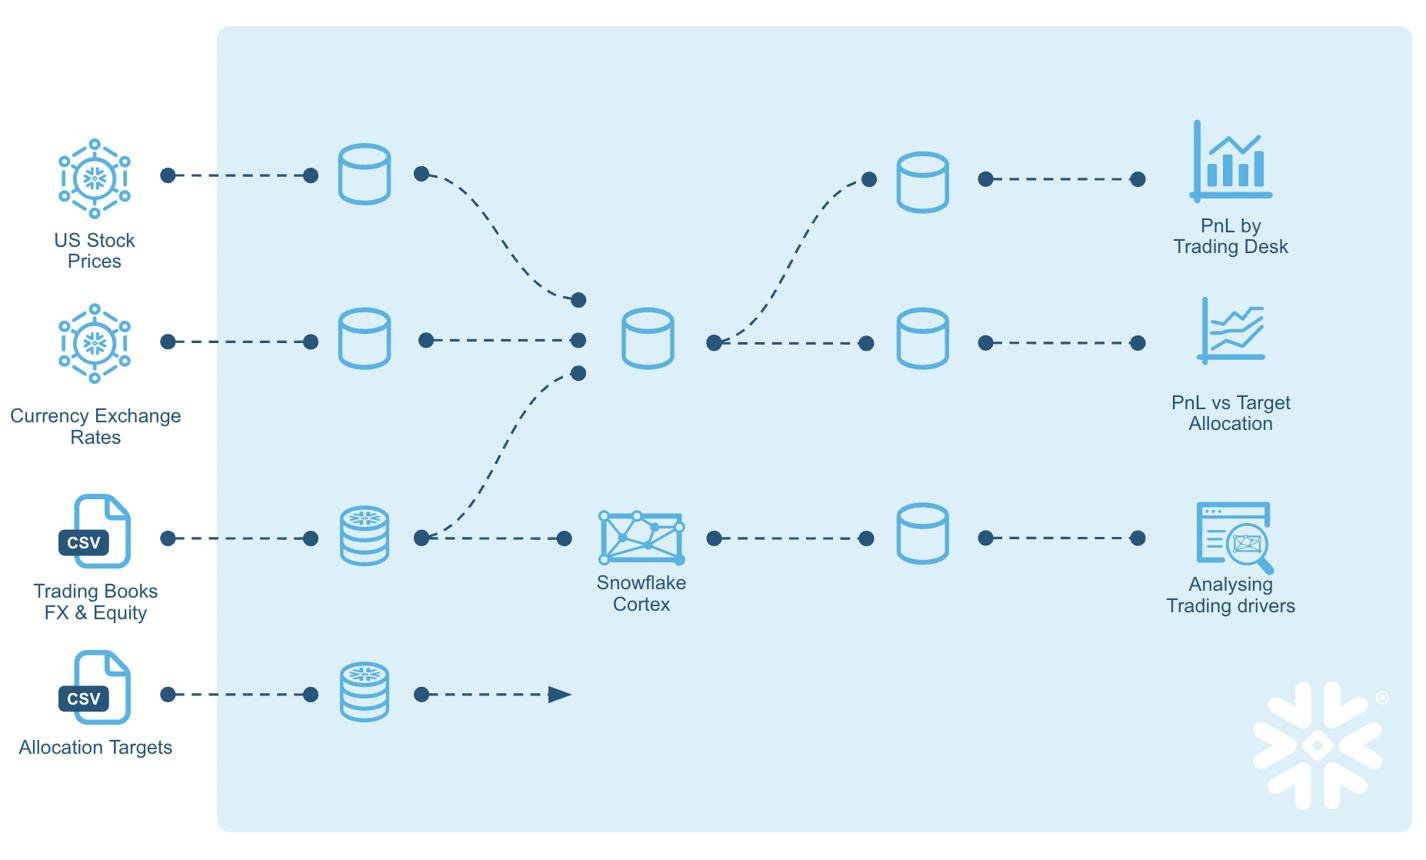 US Stock
Prices
PnL by
Trading Desk
Currency Exchange
Rates
PnL vs Target
Allocation
CSV
Trading Books
FX & Equity
Snowflake
Cortex
Analysing
Trading drivers
CSV
Allocation Targets
®